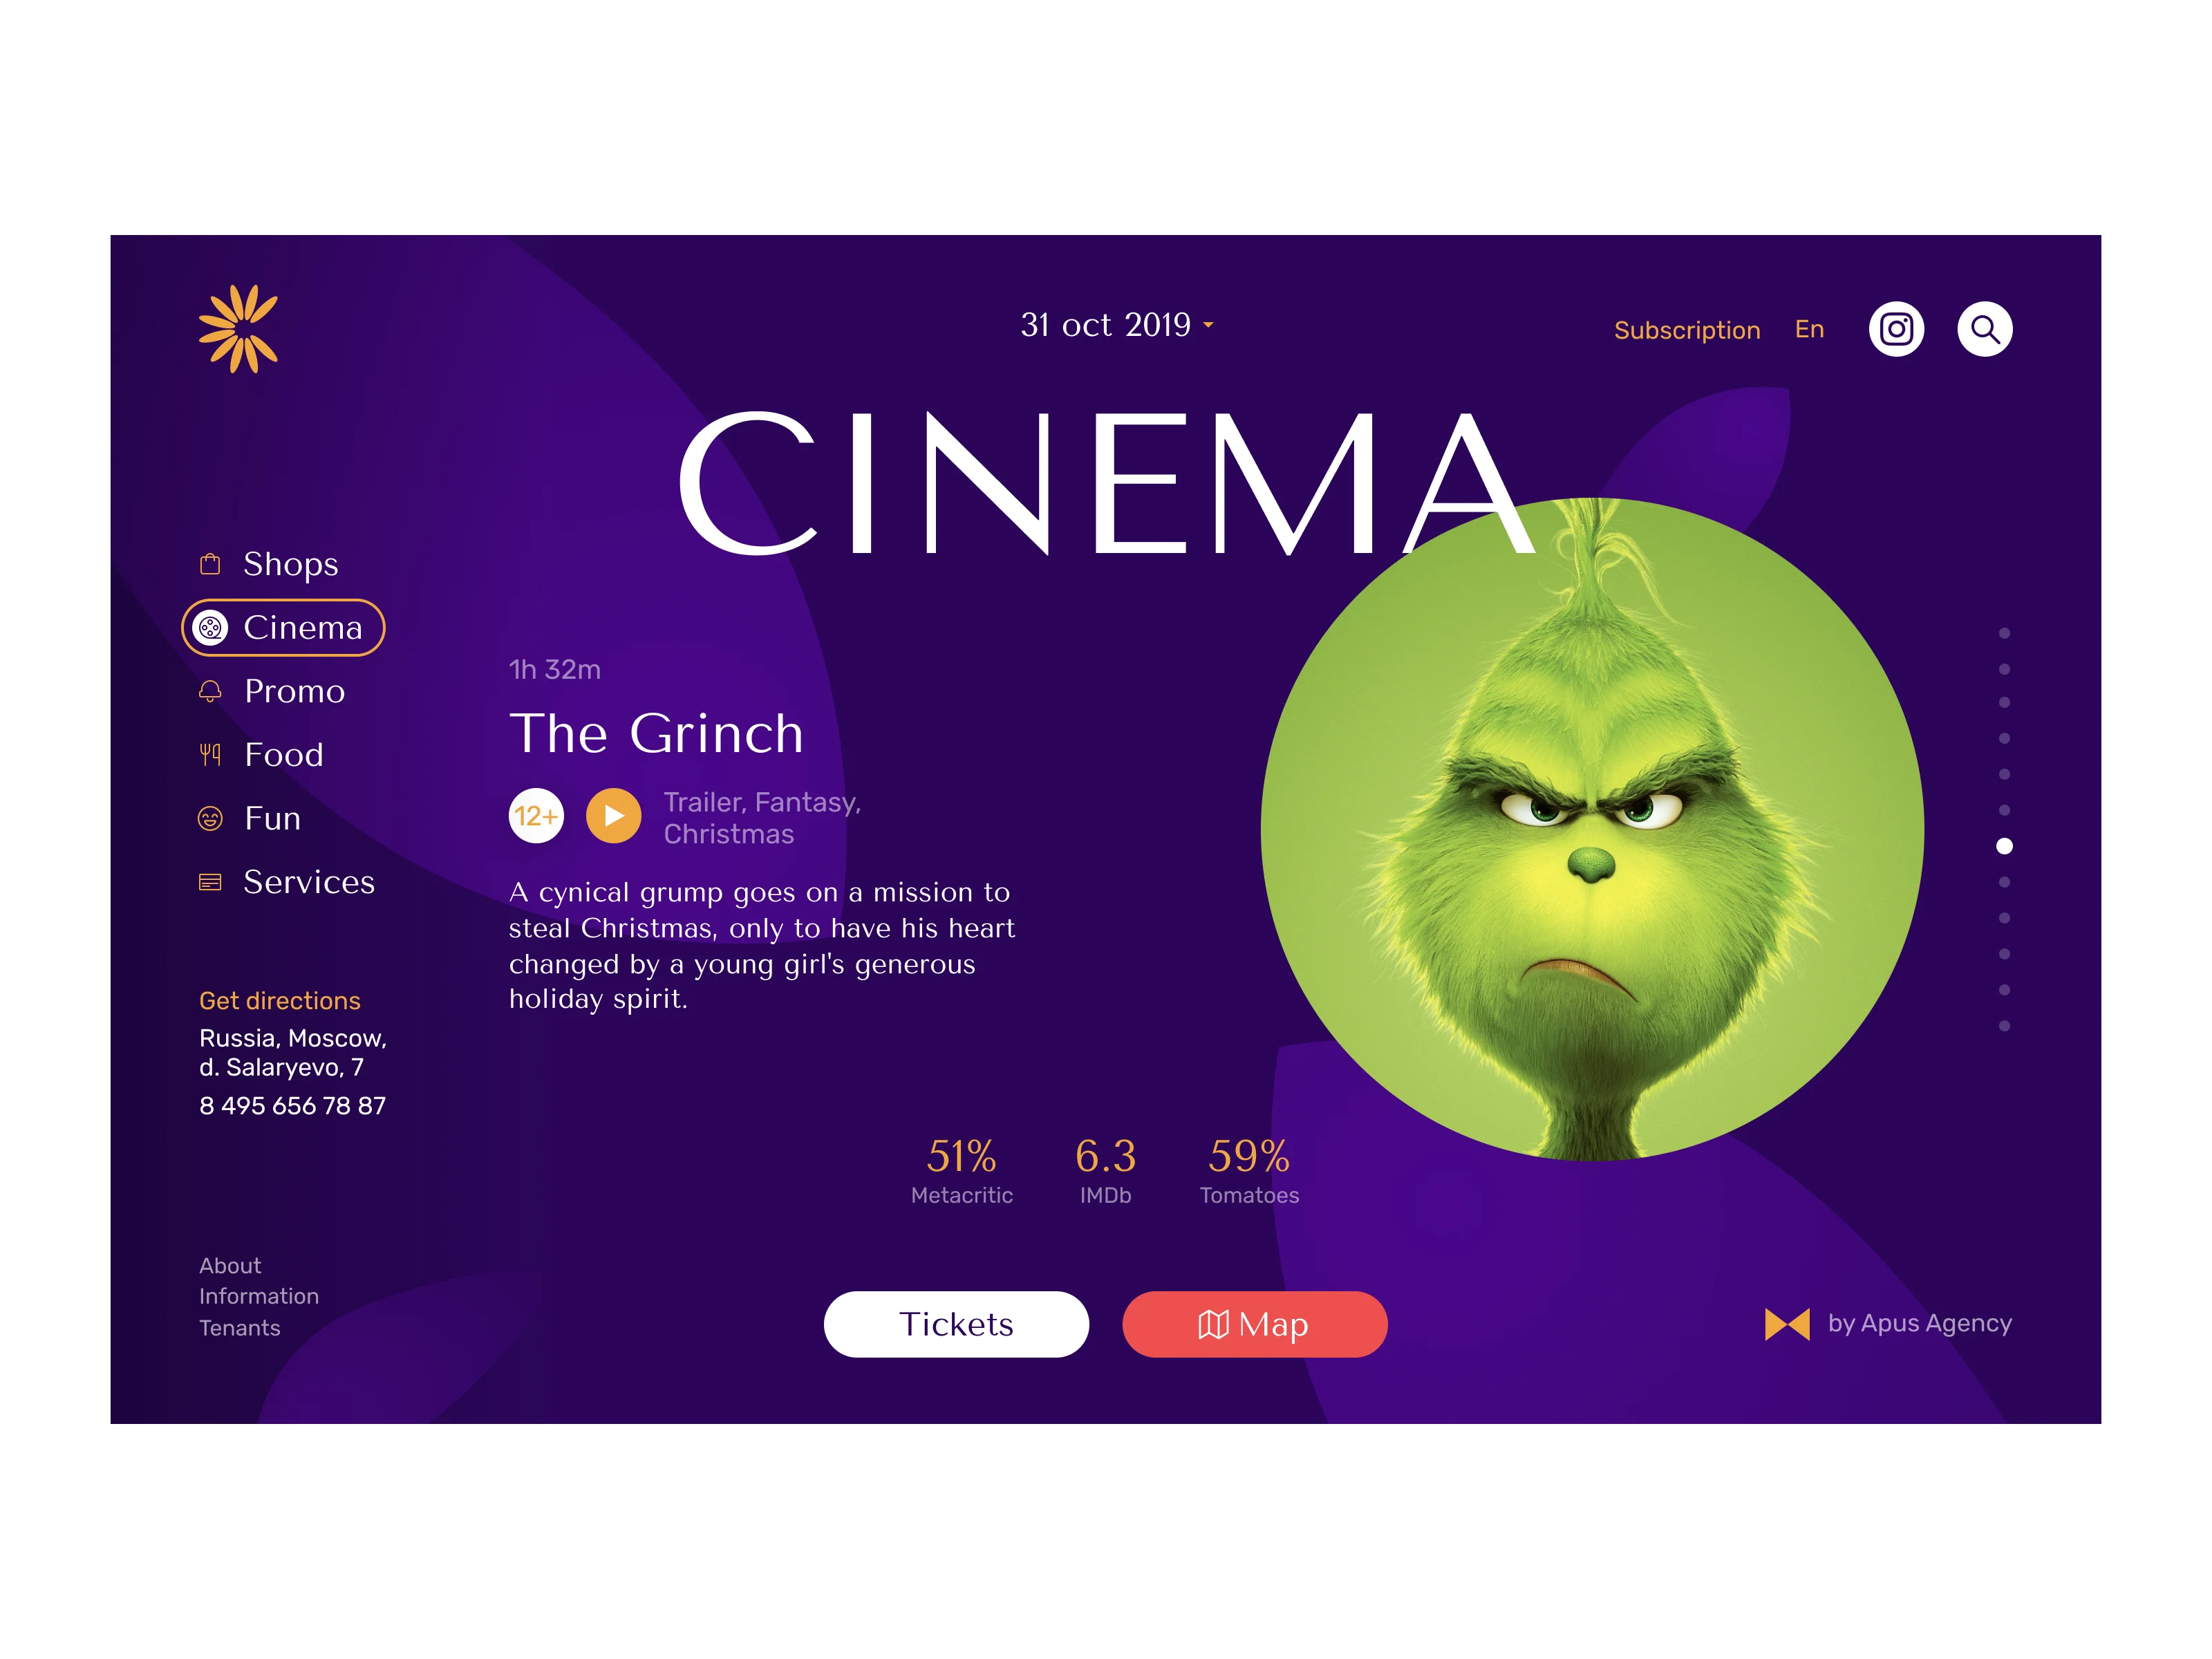 31 oct 2019
Subscription
En
CINEMA
Shops
Cinema
Promo
Food
Fun
Services
1h 32m
The Grinch
12+
Trailer, Fantasy,
Christmas
A cynical grump goes on a mission to
steal Christmas, only to have his heart
changed by a young girl's generous
holiday spirit.
Get directions
Russia, Moscow,
d. Salaryevo, 7
8 495 656 78 87
51%
Metacritic
6.3
IMDb
59%
Tomatoes
About
Information
Tenants
Tickets
Map
by Apus Agency